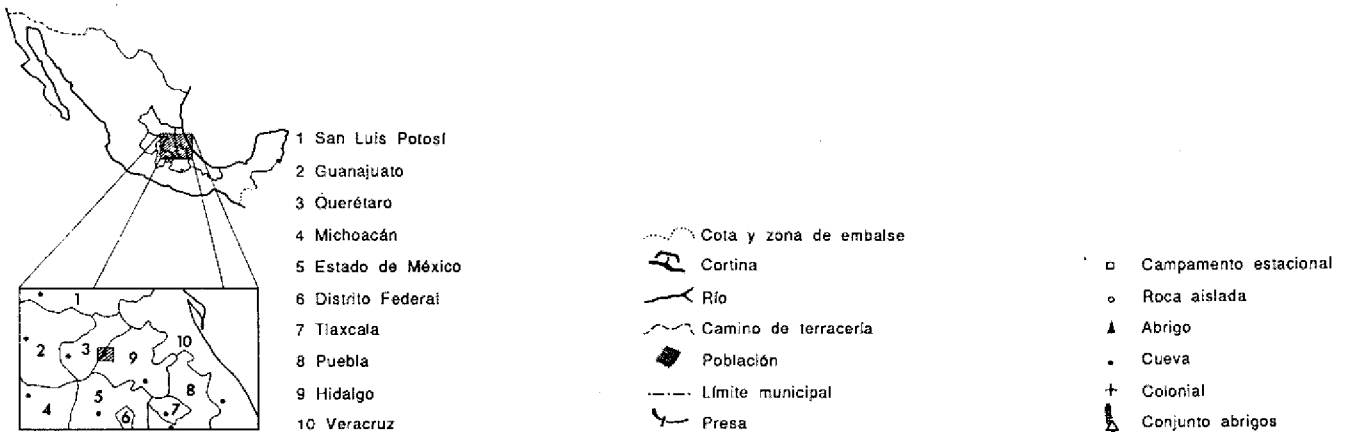 1 San Luis Potosí
2 Guanajuato
3 Querétaro
4 Michoacán
5 Estado de México
6 Distrito Federal
7 Tlaxcala
8 Puebla
9 Hidalgo
10 Veracruz
1
2
3
9
10
4
5
6
7
8
Cota y zona de embalse
Cortina
Río
Camino de terracería
Población
Límite municipal
Presa
Campamento estacional
Roca aislada
Abrigo
Cueva
Colonial
Conjunto abrigos